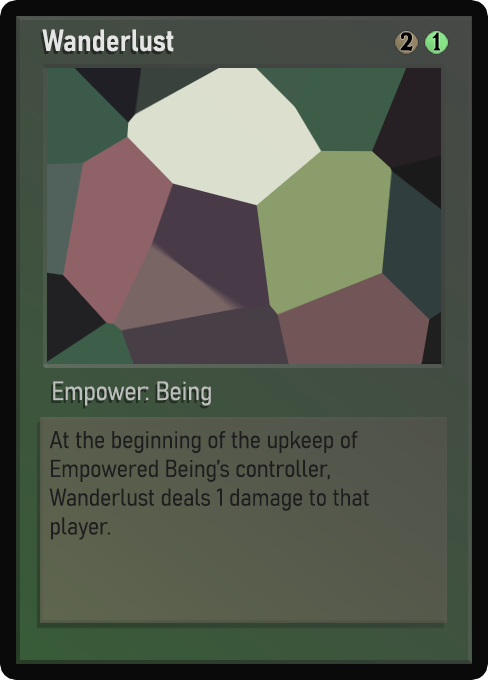 Wanderlust 2 1
Empower: Being
At the beginning of the upkeep of
Empowered Being's controller,
Wanderlust deals 1 damage to that
player.